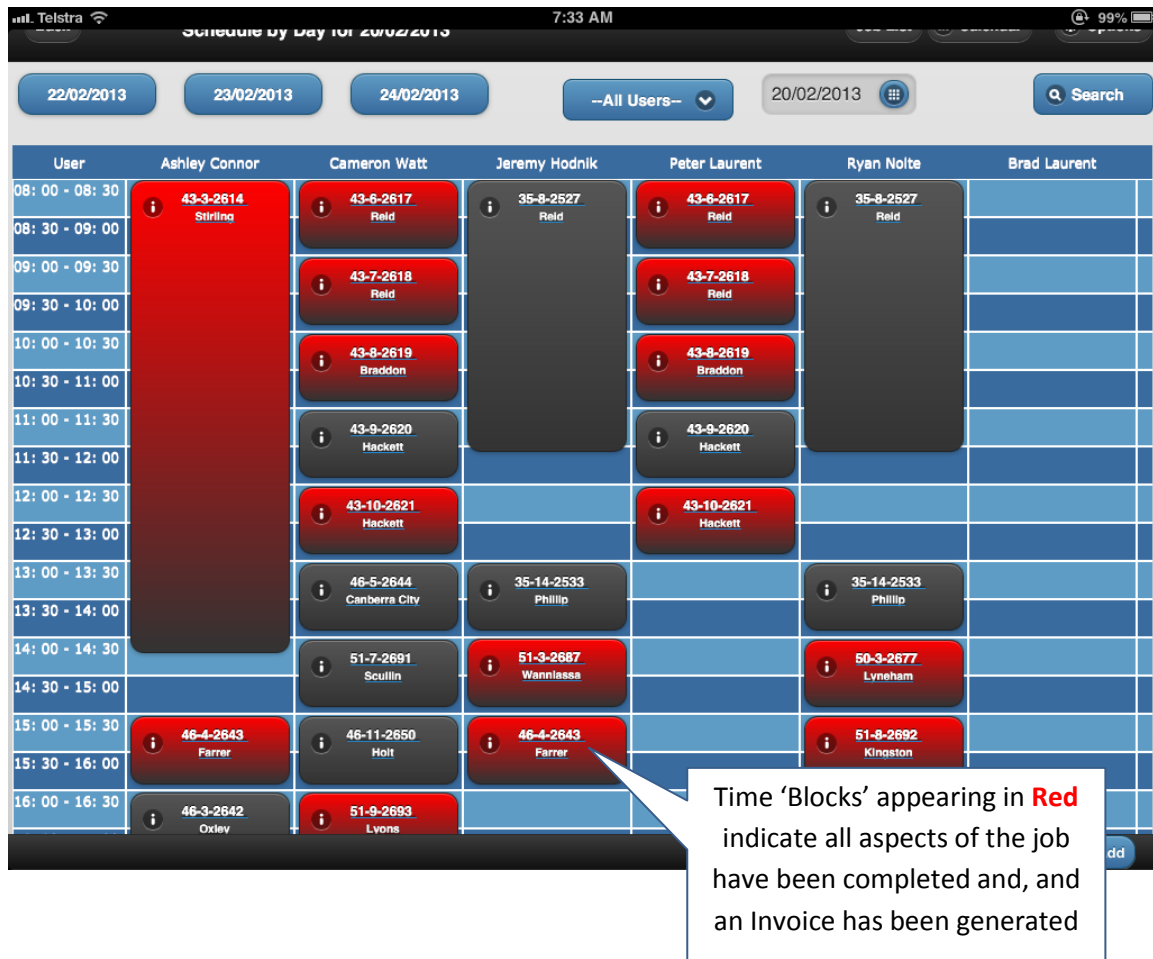 Telstra 7:33 AM 99%
Schedule by Day for 20/02/2013
22/02/2013 23/02/2013 24/02/2013 --All Users-- 20/02/2013 Search
User Ashley Connor Cameron Watt Jeremy Hodnik Peter Laurent Ryan Nolte Brad Laurent
08: 00 - 08: 30 43-3-2614 43-6-2617 35-8-2527 43-6-2617 35-8-2527
Stirling Reid Reid Reid Reid
08: 30 - 09: 00
09: 00 - 09: 30 43-7-2618 43-7-2618
Reid Reid
09: 30 - 10: 00
10: 00 - 10: 30 43-8-2619 43-8-2619
Braddon Braddon
10: 30 - 11: 00
11: 00 - 11: 30 43-9-2620 43-9-2620
Hackett Hackett
11: 30 - 12: 00
12: 00 - 12: 30 43-10-2621 43-10-2621
Hackett Hackett
12: 30 - 13: 00
13: 00 - 13: 30 46-5-2644 35-14-2533 35-14-2533
Canberra City Phillip Phillip
13: 30 - 14: 00
14: 00 - 14: 30 51-7-2691 51-3-2687 50-3-2677
Scullin Wanniassa Lyneham
14: 30 - 15: 00
15: 00 - 15: 30 46-4-2643 46-11-2650 46-4-2643 51-8-2692
Farrer Holt Farrer Kingston
15: 30 - 16: 00
16: 00 - 16: 30 46-3-2642 51-9-2693
Oxley Lyons
Time ‘Blocks’ appearing in Red
indicate all aspects of the job
have been completed and, and
an Invoice has been generated